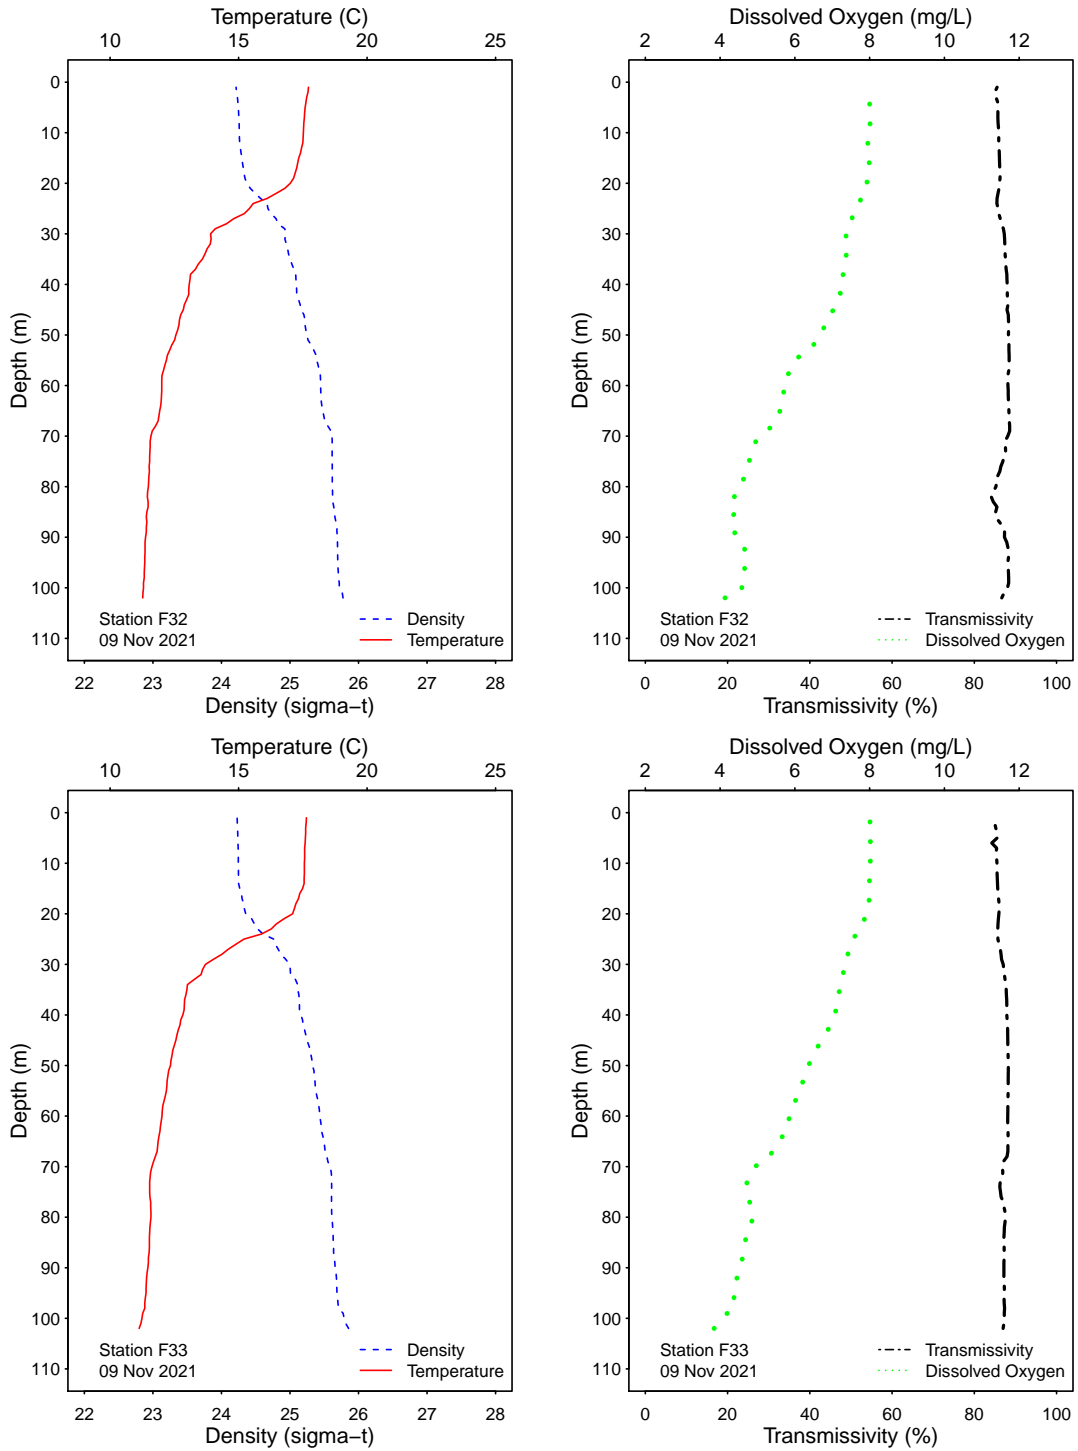 Temperature (C)
10 15 20 25
0
10
20
30
40
50
60
70
80
90
100
110
Depth (m)
Station F32
09 Nov 2021
Density
Temperature
22 23 24 25 26 27 28
Density (sigma−t)
Dissolved Oxygen (mg/L)
2 4 6 8 10 12
0
10
20
30
40
50
60
70
80
90
100
110
Depth (m)
Station F32
09 Nov 2021
Transmissivity
Dissolved Oxygen
0 20 40 60 80 100
Transmissivity (%)
Temperature (C)
10 15 20 25
0
10
20
30
40
50
60
70
80
90
100
110
Depth (m)
Station F33
09 Nov 2021
Density
Temperature
22 23 24 25 26 27 28
Density (sigma−t)
Dissolved Oxygen (mg/L)
2 4 6 8 10 12
0
10
20
30
40
50
60
70
80
90
100
110
Depth (m)
Station F33
09 Nov 2021
Transmissivity
Dissolved Oxygen
0 20 40 60 80 100
Transmissivity (%)